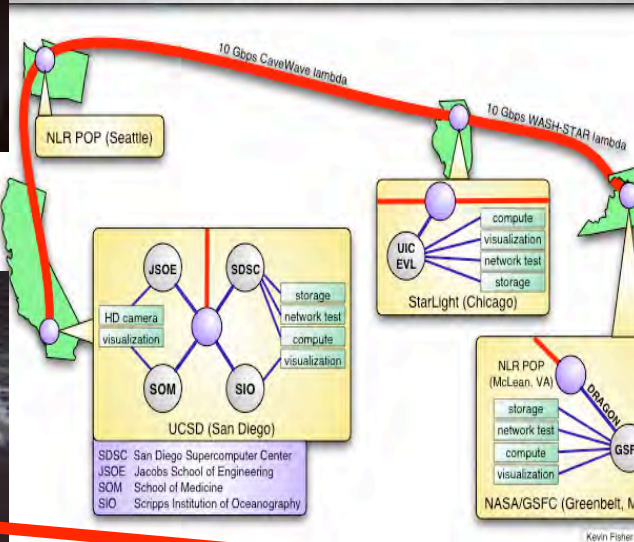 10 Gbps CaveWave lambda
10 Gbps WASH-STAR lambda
NLR POP (Seattle)
JSOE
SDSC
HD camera
visualization
storage
network test
compute
visualization
SOM
SIO
UCSD (San Diego)
SDSC San Diego Supercomputer Center
JSOE Jacobs School of Engineering
SOM School of Medicine
SIO Scripps Institution of Oceanography
UIC
EVL
compute
visualization
network test
storage
StarLight (Chicago)
NLR POP
(McLean, VA)
DRAGON
storage
network test
compute
visualization
GSF
NASA/GSFC (Greenbelt, M
Kevin Fisher